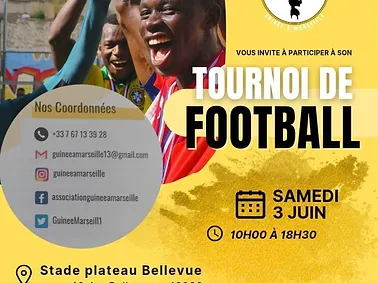 VOUS INVITE À PARTICIPER À SON
TOURNOI DE
FOOTBALL
Nos Coordonnées
+33 7 67 13 39 28
guineeamarseille13@gmail.com
guineeamarseille
associationguineeamarseille
GuineeMarseill1
SAMEDI
3 JUIN
10H00 À 18H30
Stade plateau Bellevue